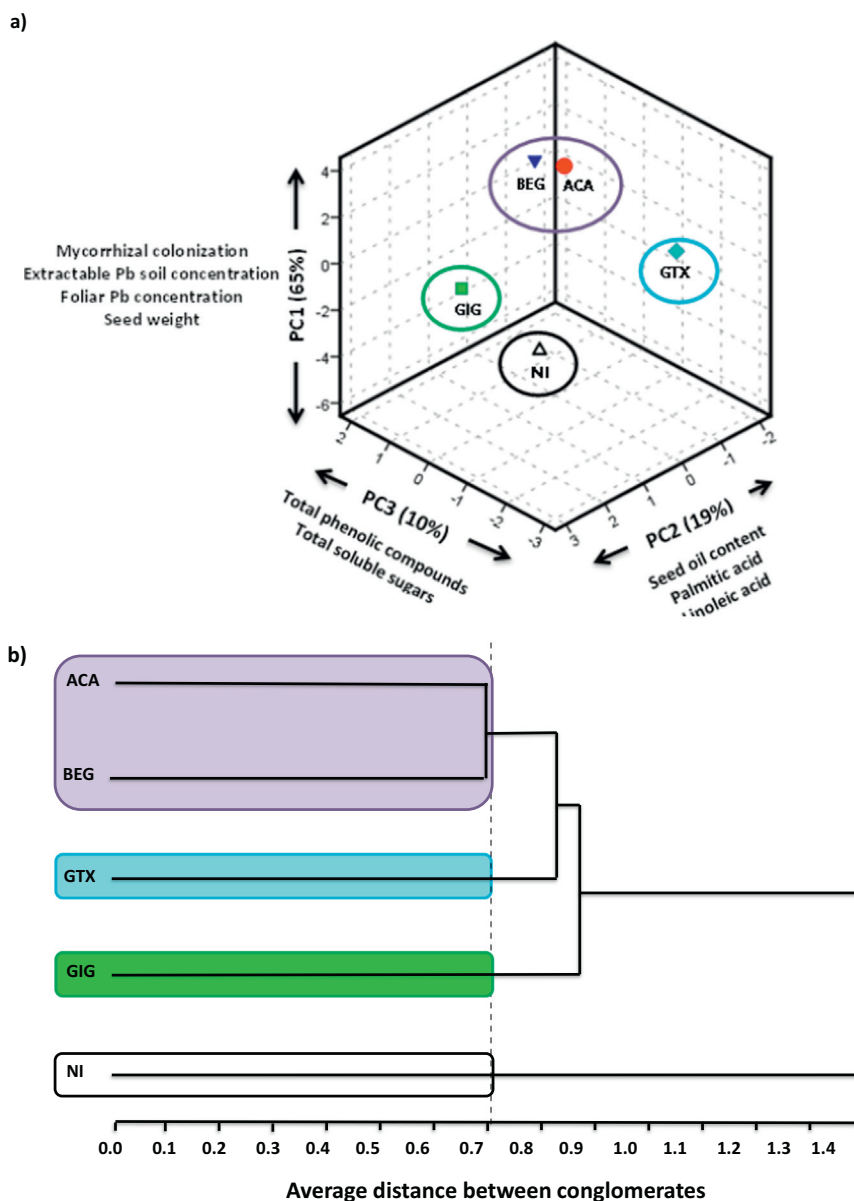 a)
4
2
0
-2
-4
-6
PC1 (65%)
Mycorrhizal colonization
Extractable Pb soil concentration
Foliar Pb concentration
Seed weight
BEG
ACA
GTX
GIG
NI
2
1
0
-1
-2
-3
PC3 (10%)
Total phenolic compounds
Total soluble sugars
3
2
1
0
-1
-2
PC2 (19%)
Seed oil content
Palmitic acid
Linoleic acid
b)
ACA
BEG
GTX
GIG
NI
0.0 0.1 0.2 0.3 0.4 0.5 0.6 0.7 0.8 0.9 1.0 1.1 1.2 1.3 1.4
Average distance between conglomerates